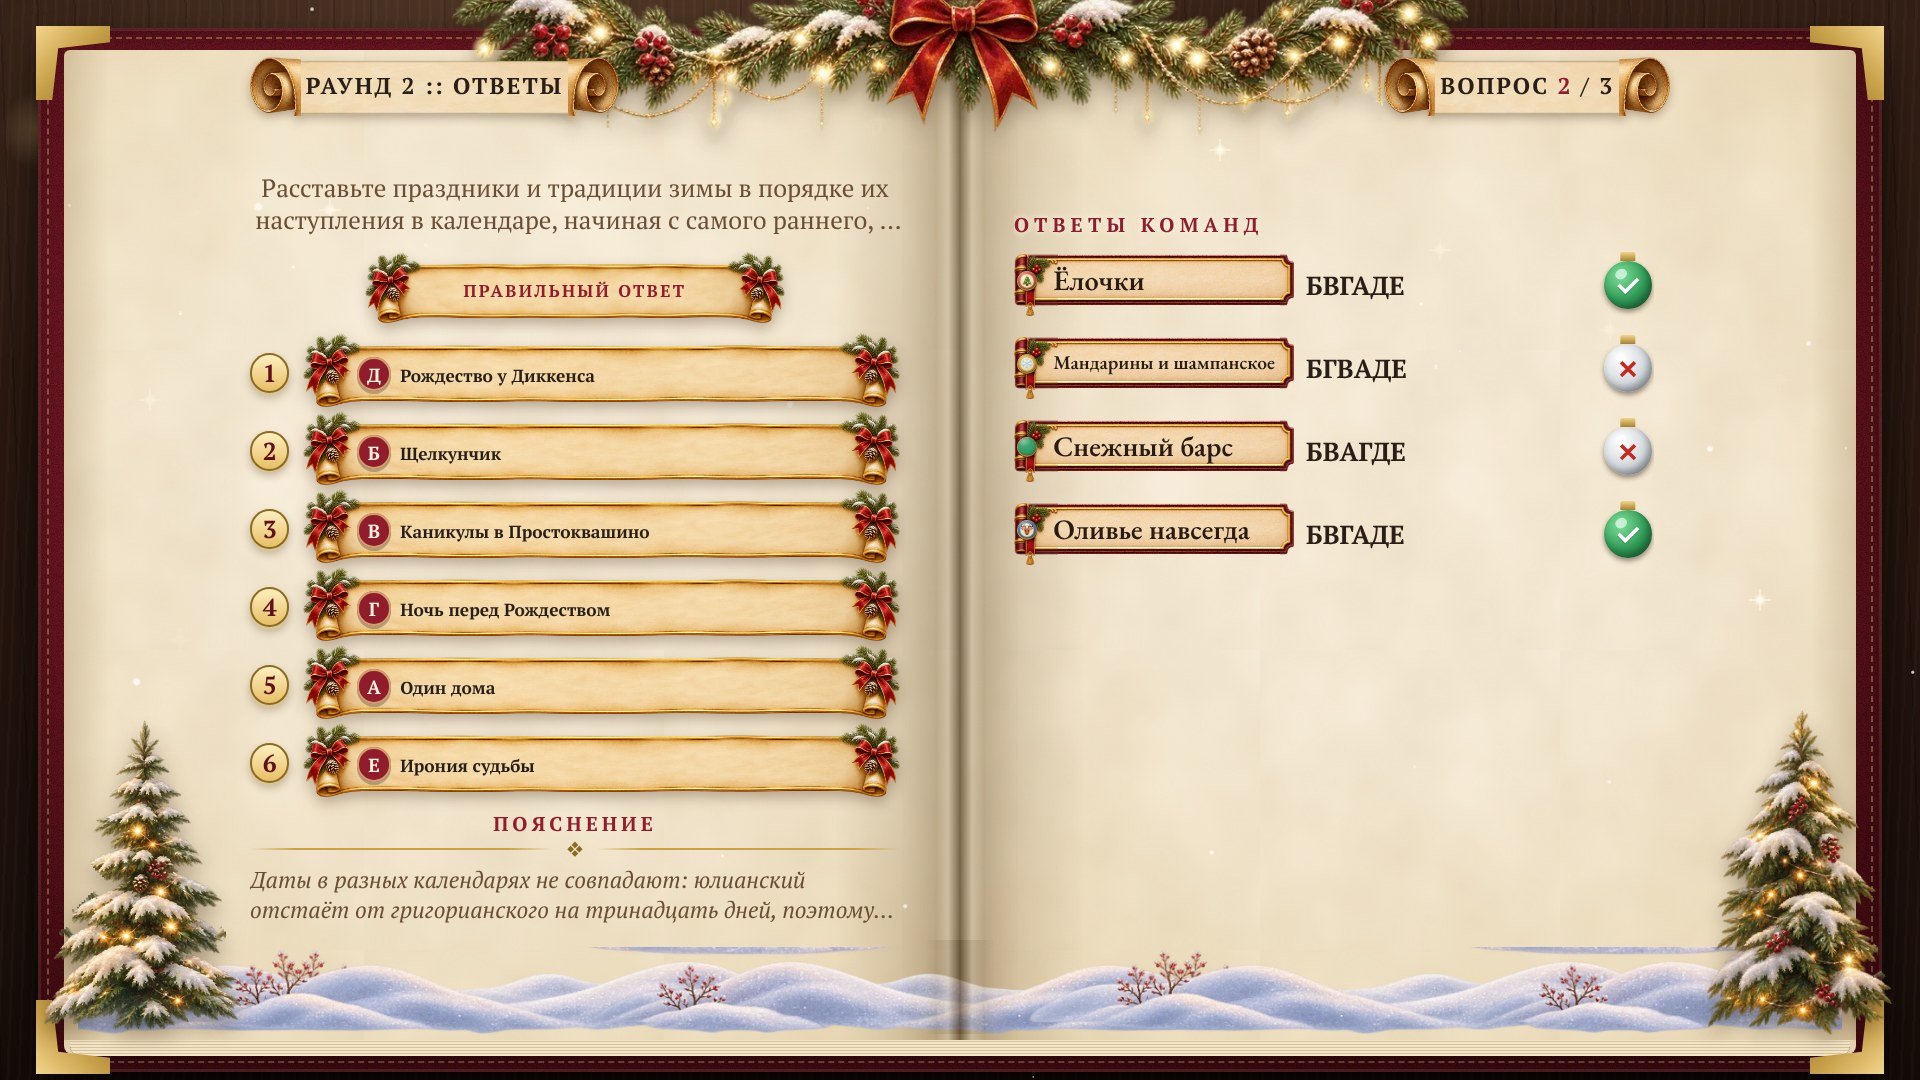 РАУНД 2 :: ОТВЕТЫ
ВОПРОС 2 / 3
Расставьте праздники и традиции зимы в порядке их
наступления в календаре, начиная с самого раннего, ...
ПРАВИЛЬНЫЙ ОТВЕТ
1 Д Рождество у Диккенса
2 Б Щелкунчик
3 В Каникулы в Простоквашино
4 Г Ночь перед Рождеством
5 А Один дома
6 Е Ирония судьбы
ПОЯСНЕНИЕ
Даты в разных календарях не совпадают: юлианский
отстаёт от григорианского на тринадцать дней, поэтому...
ОТВЕТЫ КОМАНД
Ёлочки БВГАДЕ
Мандарины и шампанское БГВАДЕ
Снежный барс БВАГДЕ
Оливье навсегда БВГАДЕ